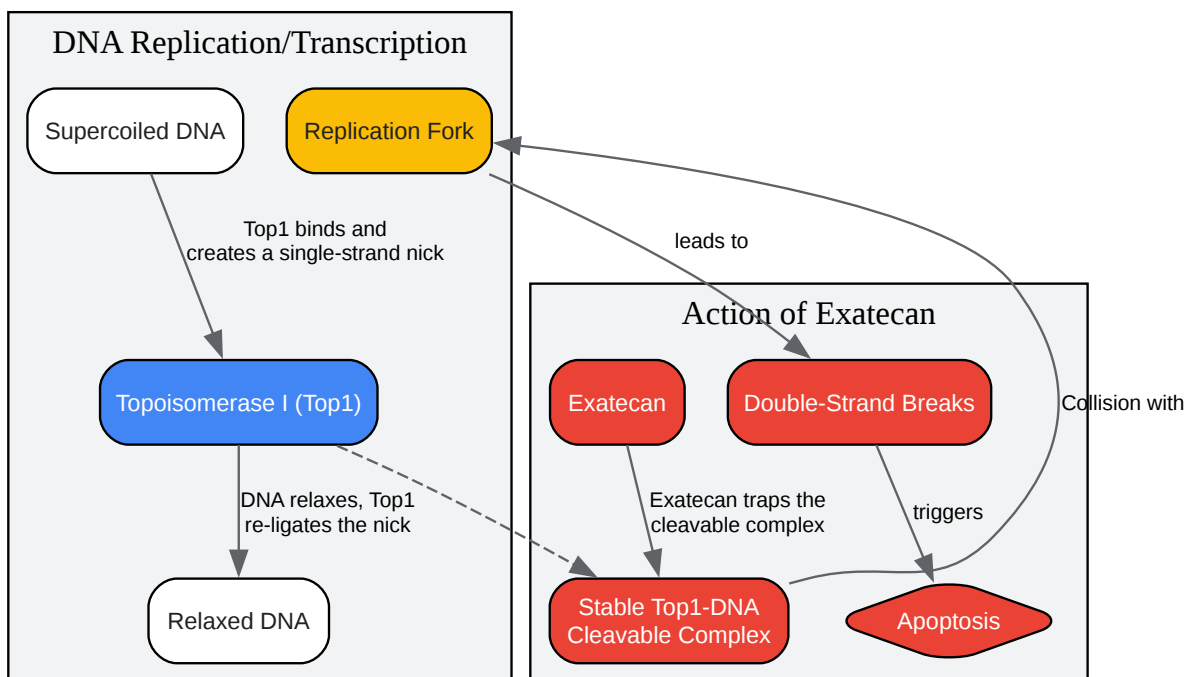 DNA Replication/Transcription
Supercoiled DNA
Replication Fork
Top1 binds and
creates a single-strand nick
leads to
Action of Exatecan
Topoisomerase I (Top1)
Exatecan
Double-Strand Breaks
Collision with
DNA relaxes, Top1
re-ligates the nick
Exatecan traps the
cleavable complex
triggers
Relaxed DNA
Stable Top1-DNA
Cleavable Complex
Apoptosis